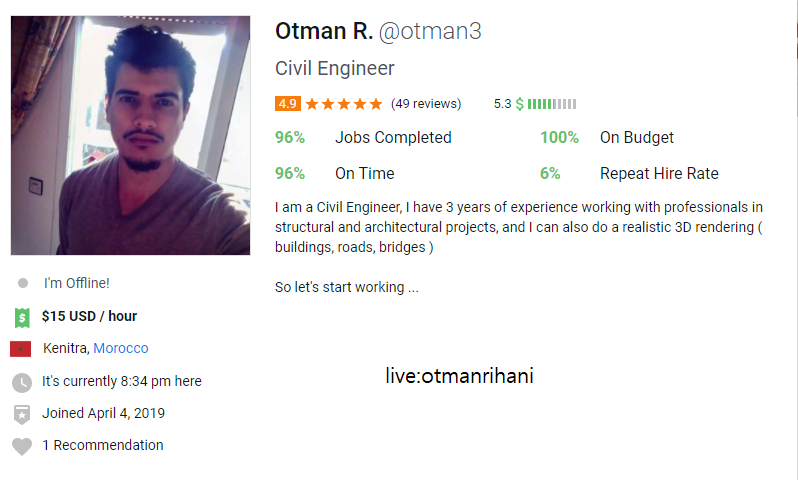 Otman R. @otman3
Civil Engineer
4.9 (49 reviews) 5.3 $
96% Jobs Completed 100% On Budget
96% On Time 6% Repeat Hire Rate
I am a Civil Engineer, I have 3 years of experience working with professionals in
structural and architectural projects, and I can also do a realistic 3D rendering (
buildings, roads, bridges )
So let's start working ...
I'm Offline!
$ $15 USD / hour
Kenitra, Morocco
It's currently 8:34 pm here
Joined April 4, 2019
1 Recommendation
live:otmanrihani